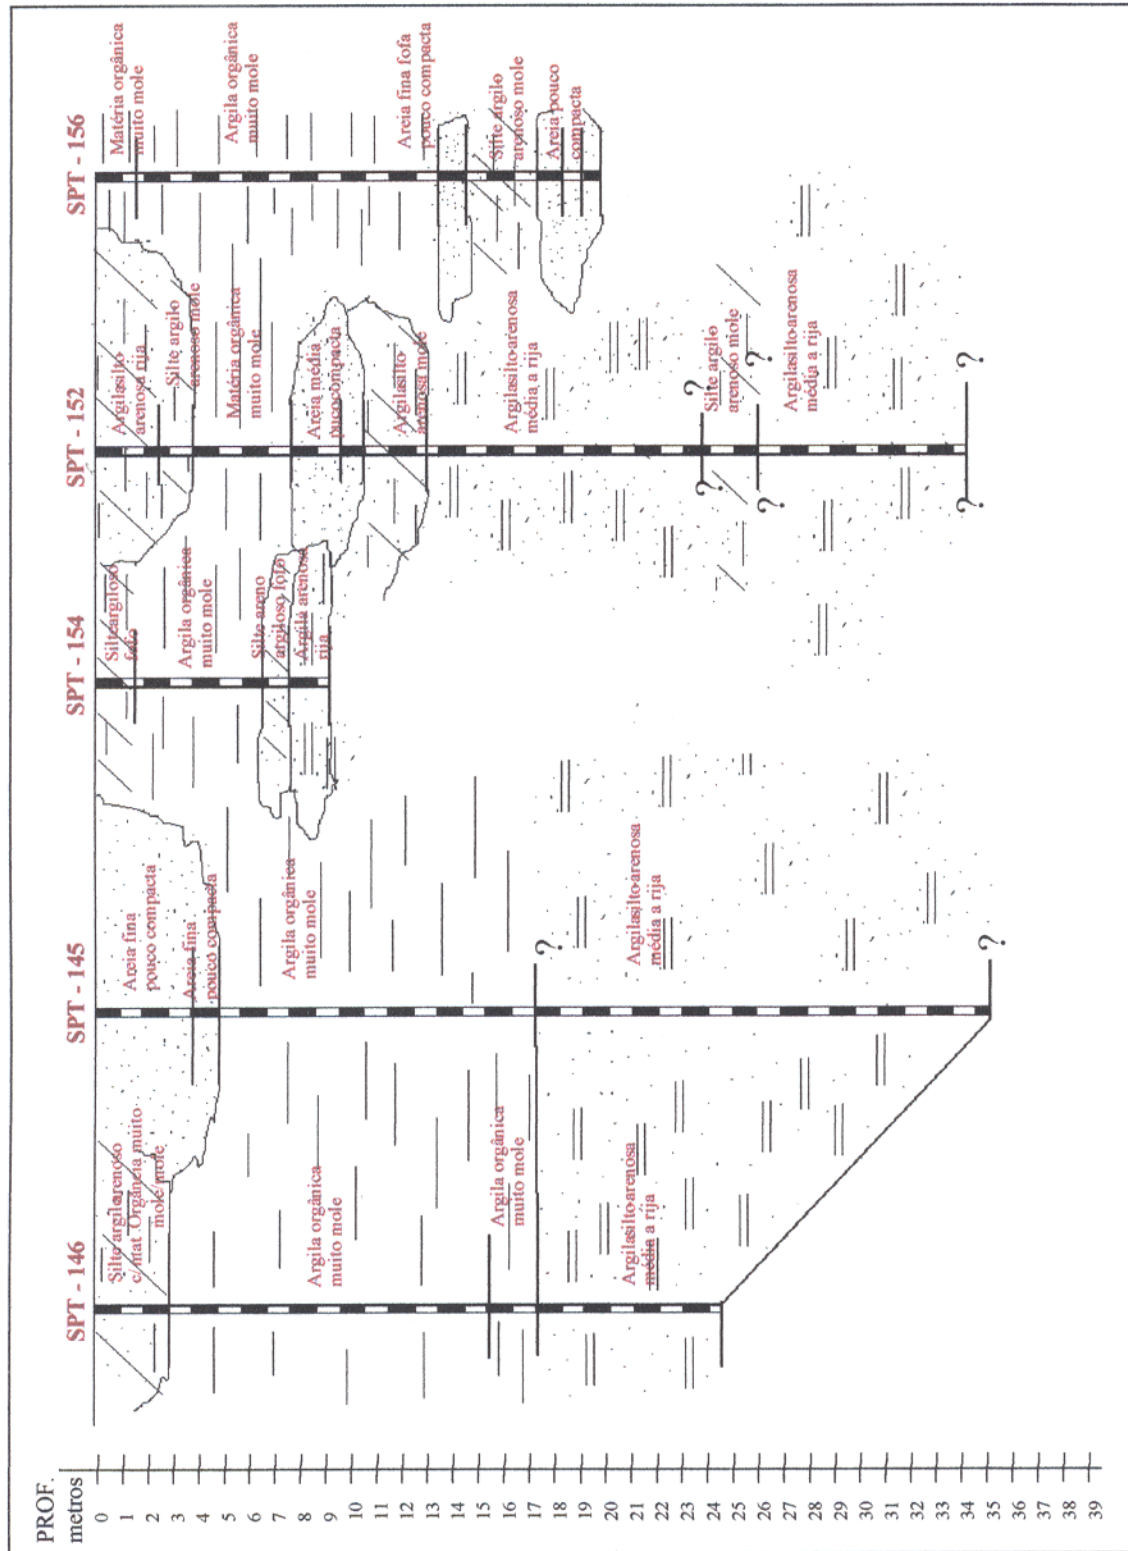 PROF.
metros
0
1
2
3
4
5
6
7
8
9
10
11
12
13
14
15
16
17
18
19
20
21
22
23
24
25
26
27
28
29
30
31
32
33
34
35
36
37
38
39
SPT - 146
Silte argilo arenoso
c/mat .Orgância muito
mole/mole
Argila orgânica
muito mole
Argila orgânica
muito mole
Argilasilto-arenosa
média a rija
SPT - 145
Areia fina
pouco compacta
Areia fina
pouco compacta
Argila orgânica
muito mole
?
Argilasilto-arenosa
média a rija
?
SPT - 154
Silte argiloso
fofo
Argila orgânica
muito mole
Silte areno
argiloso fofo
Argila arenosa
rija
SPT - 152
Argilasilto
arenosa rija
Silte argilo
arenoso mole
Matéria orgânica
muito mole
Areia média
pucocompacta
Argilasilto
arenosa mole
Argilasilto-arenosa
média a rija
? ?
Silte argilo
arenoso mole
? ?
Argilasilto-arenosa
média a rija
? ?
SPT - 156
Matéria orgânica
muito mole
Argila orgânica
muito mole
Areia fina fofa
pouco compacta
Silte argilo
arenoso mole
Areia pouco
compacta